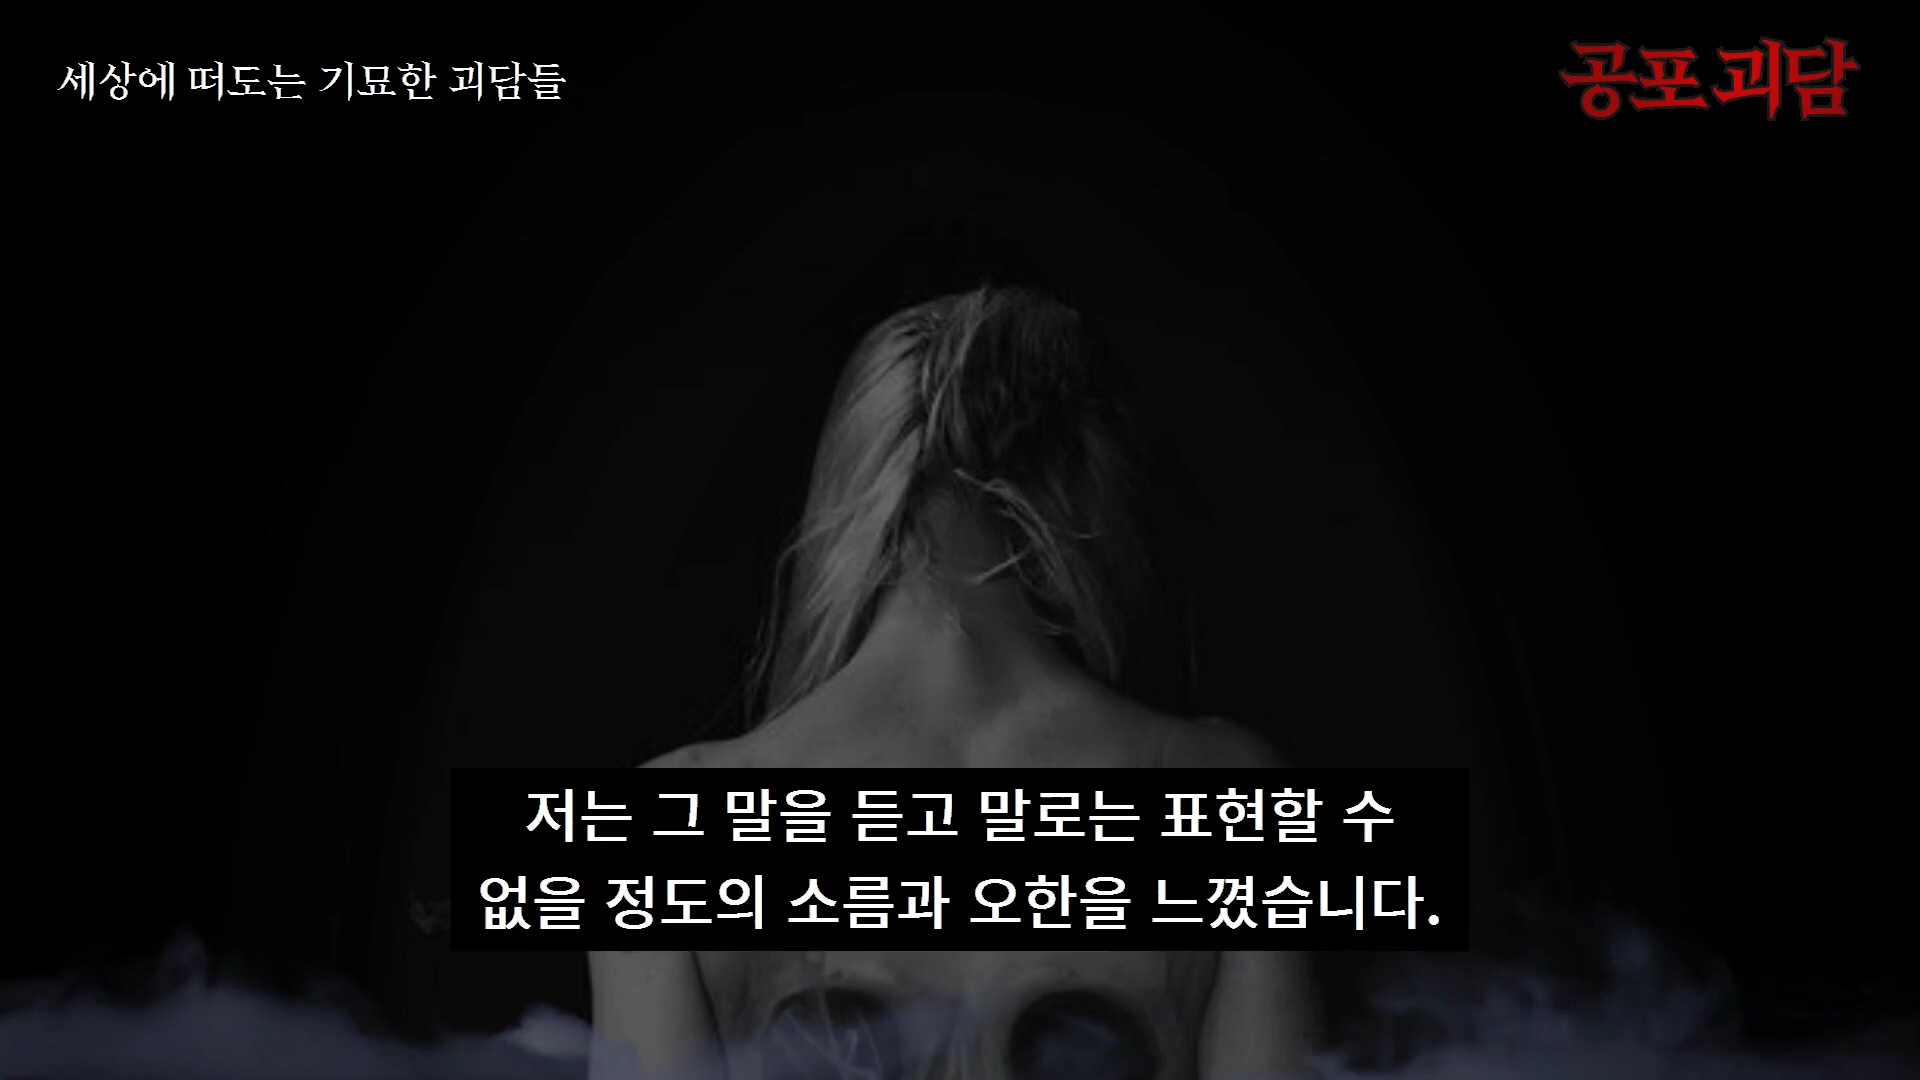 세상에 떠도는 기묘한 괴담들
공포 괴담
저는 그 말을 듣고 말로는 표현할 수
없을 정도의 소름과 오한을 느꼈습니다.